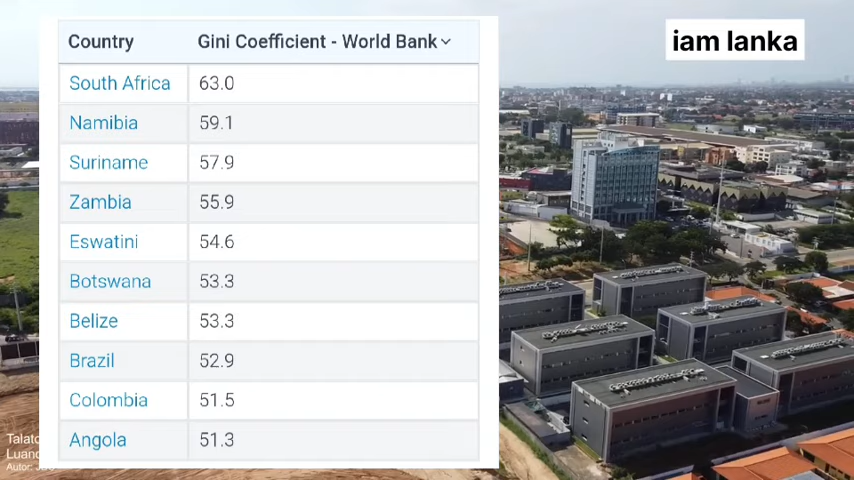 iam lanka
Country Gini Coefficient - World Bank
South Africa 63.0
Namibia 59.1
Suriname 57.9
Zambia 55.9
Eswatini 54.6
Botswana 53.3
Belize 53.3
Brazil 52.9
Colombia 51.5
Angola 51.3
Autor: